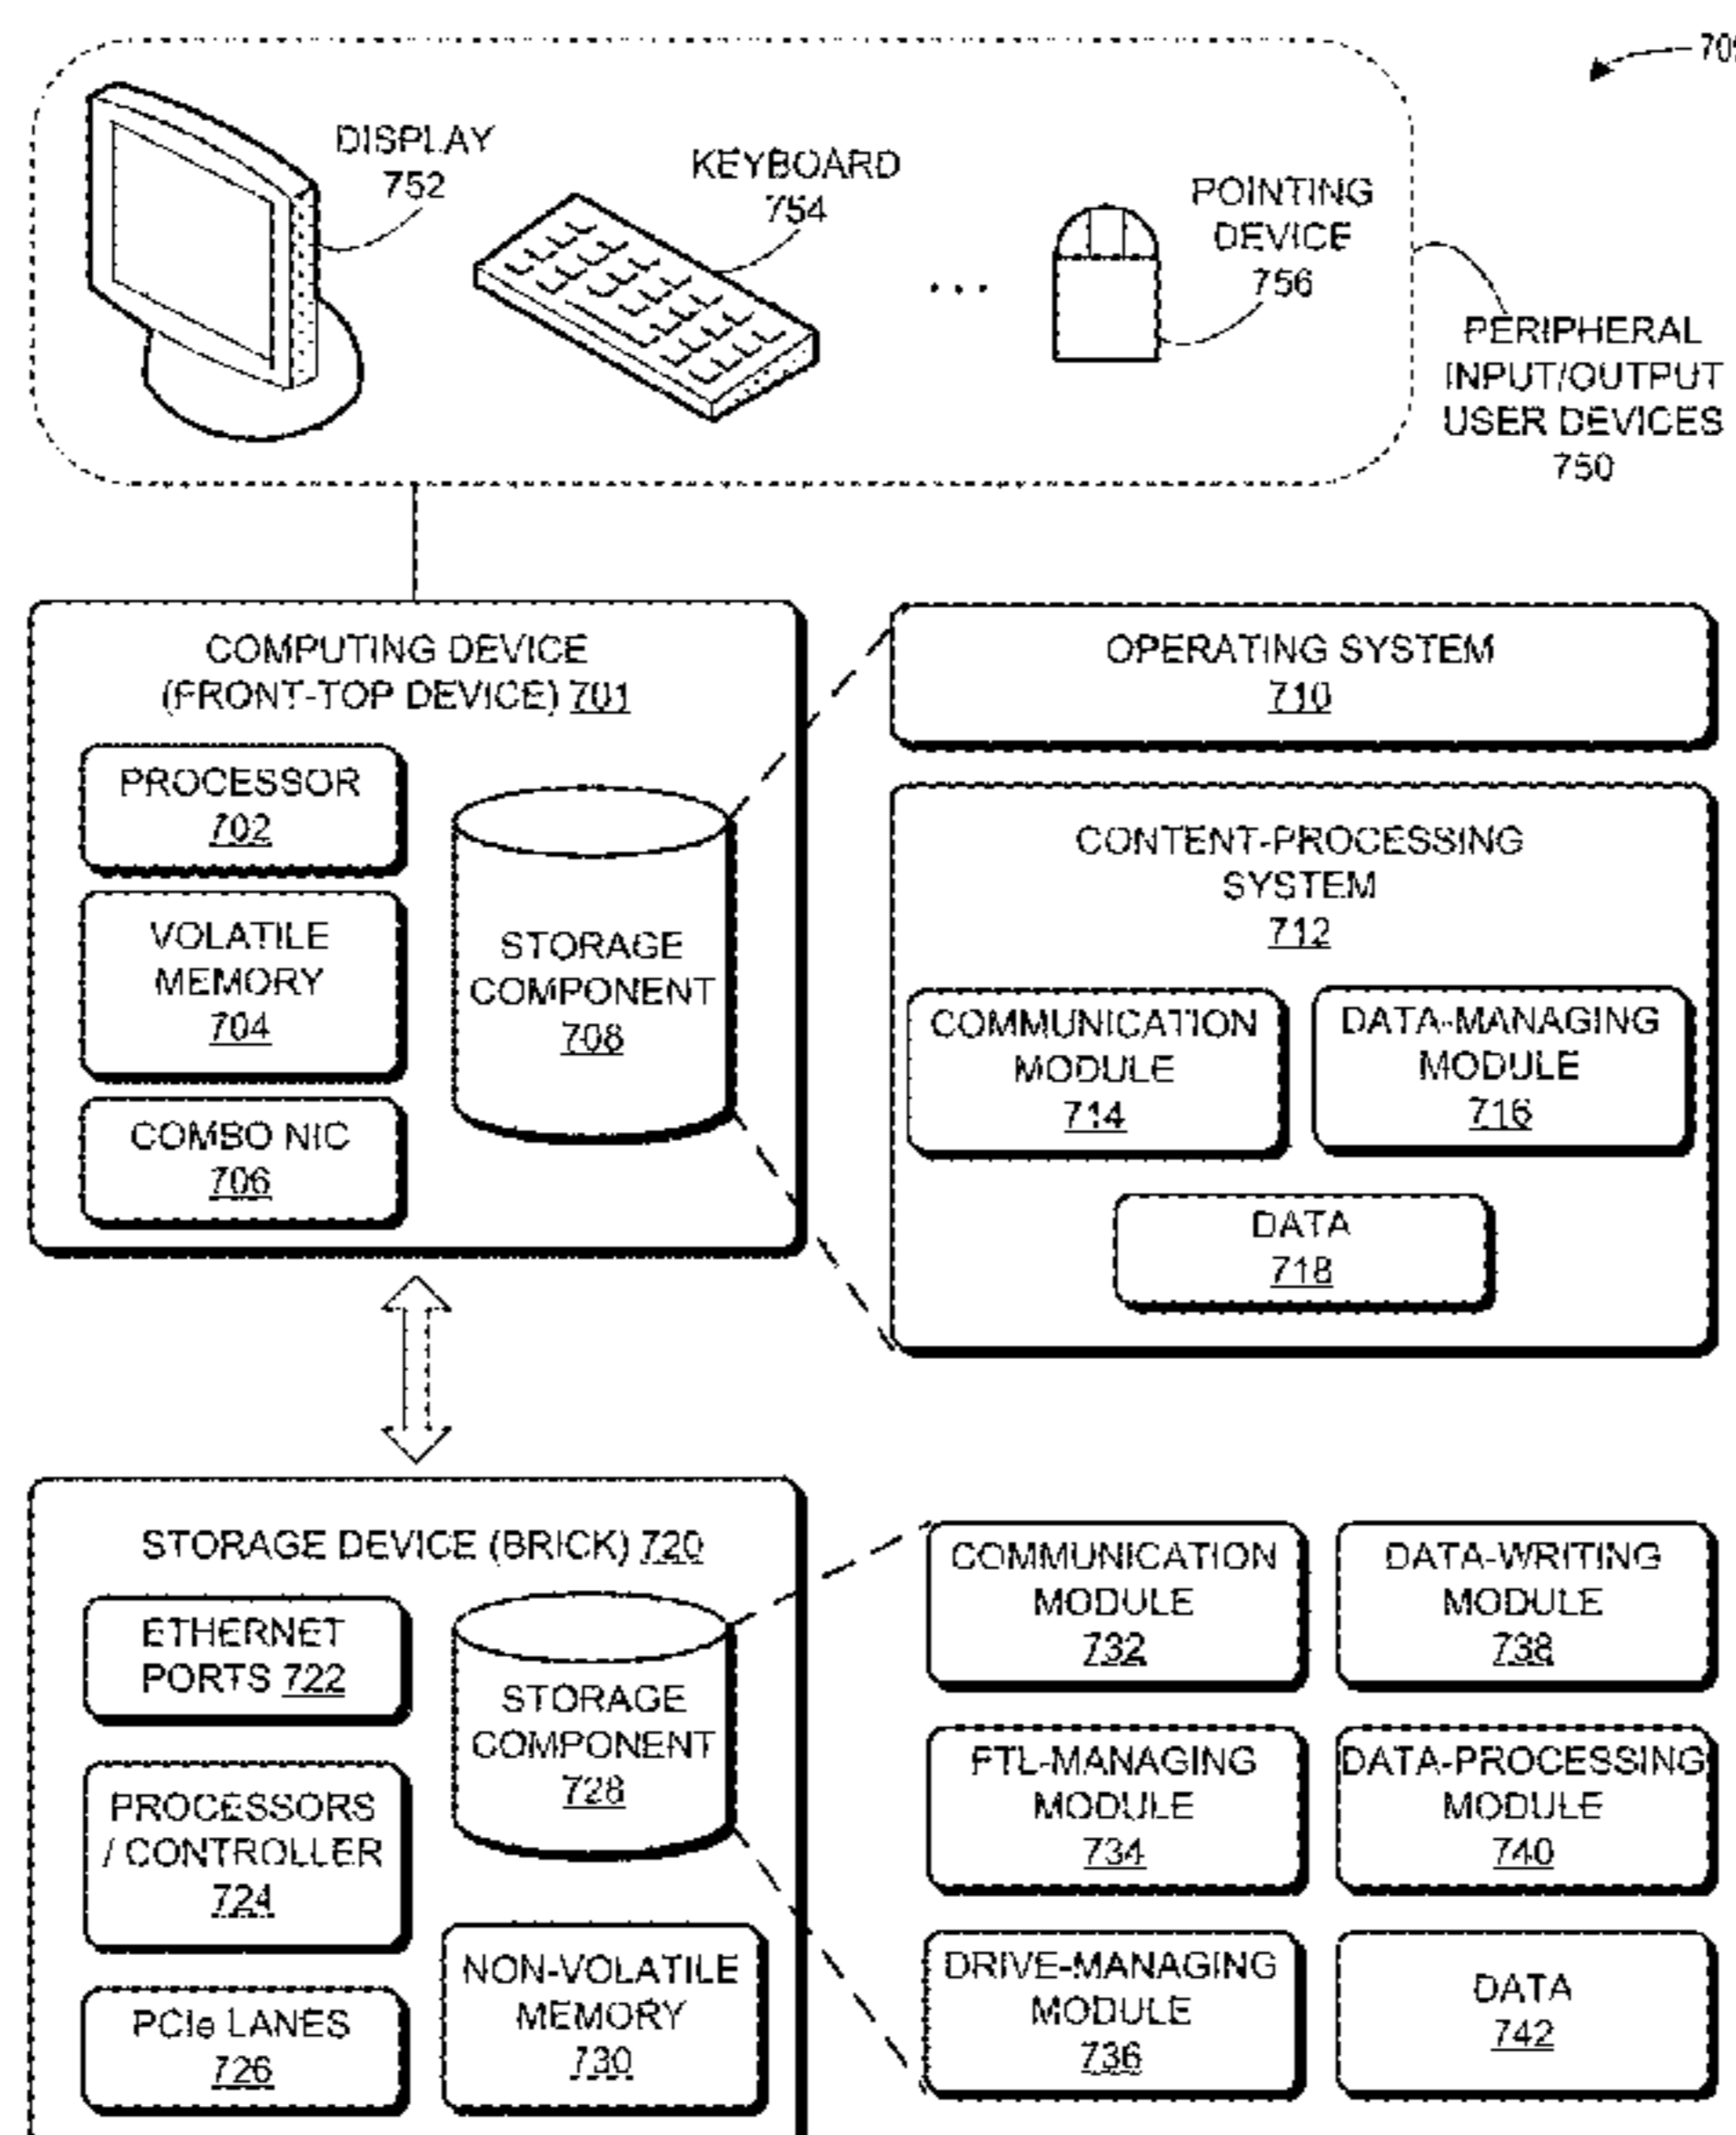 70
DISPLAY
752
KEYBOARD
754
POINTING
DEVICE
756
...
PERIPHERAL
INPUT/OUTPUT
USER DEVICES
750
COMPUTING DEVICE
(FRONT-TOP DEVICE) 701
PROCESSOR
702
VOLATILE
MEMORY
704
COMBO NIC
706
STORAGE
COMPONENT
708
OPERATING SYSTEM
710
CONTENT-PROCESSING
SYSTEM
712
COMMUNICATION
MODULE
714
DATA-MANAGING
MODULE
716
DATA
718
STORAGE DEVICE (BRICK) 720
ETHERNET
PORTS 722
PROCESSORS
/ CONTROLLER
724
PCIe LANES
726
STORAGE
COMPONENT
728
NON-VOLATILE
MEMORY
730
COMMUNICATION
MODULE
732
DATA-WRITING
MODULE
738
FTL-MANAGING
MODULE
734
DATA-PROCESSING
MODULE
740
DRIVE-MANAGING
MODULE
736
DATA
742